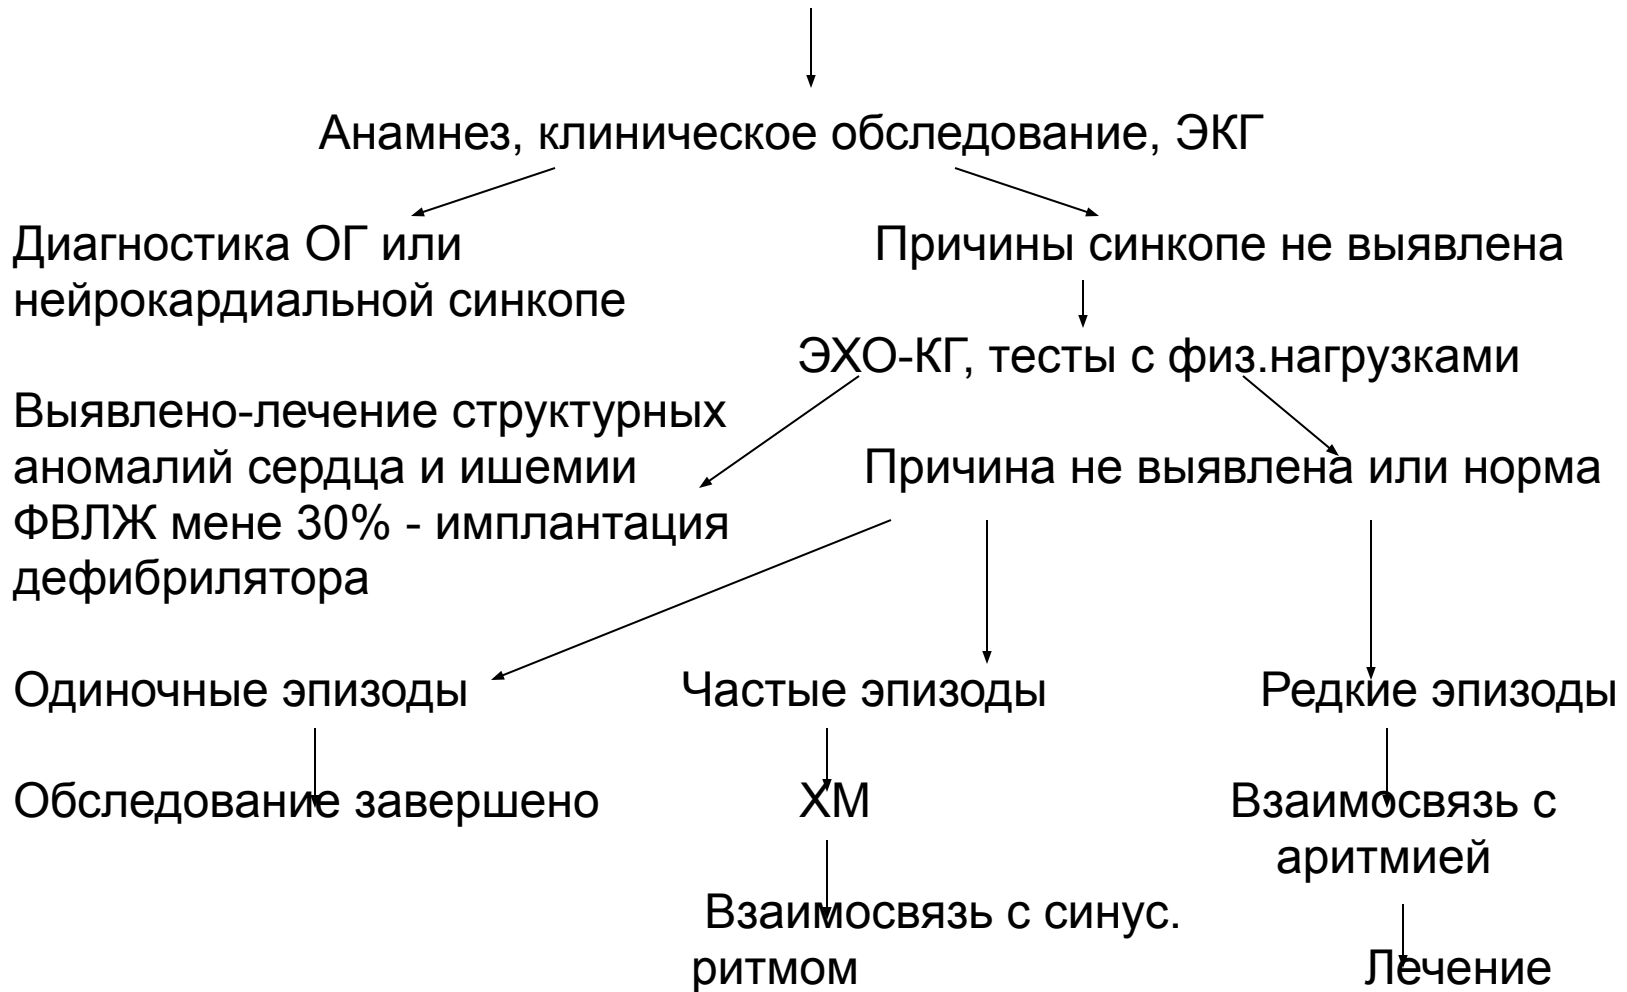 Анамнез, клиническое обследование, ЭКГ
Диагностика ОГ или
нейрокардиальной синкопе
Причины синкопе не выявлена
ЭХО-КГ, тесты с физ.нагрузками
Выявлено-лечение структурных
аномалий сердца и ишемии
ФВЛЖ мене 30% - имплантация
дефибрилятора
Причина не выявлена или норма
Одиночные эпизоды
Частые эпизоды
Редкие эпизоды
Обследование завершено
ХМ
Взаимосвязь с
аритмией
Взаимосвязь с синус.
ритмом
Лечение